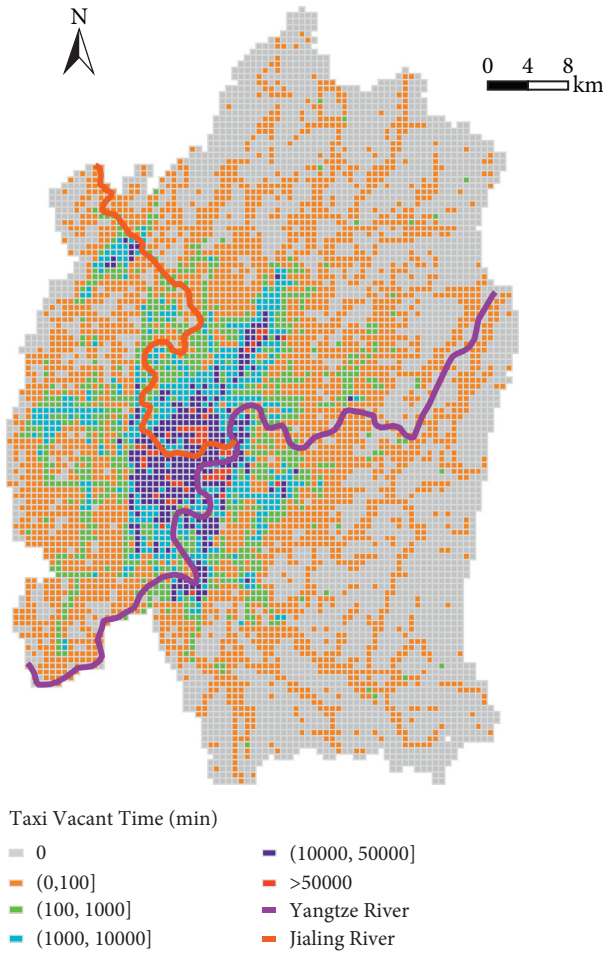 N
0 4 8
km
Taxi Vacant Time (min)
0
(0,100]
(100, 1000]
(1000, 10000]
(10000, 50000]
>50000
Yangtze River
Jialing River